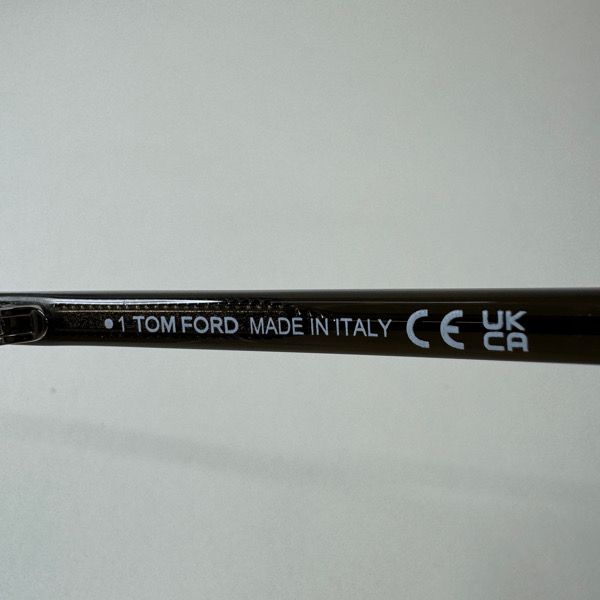 •1 TOM FORD MADE IN ITALY CE UK
CA